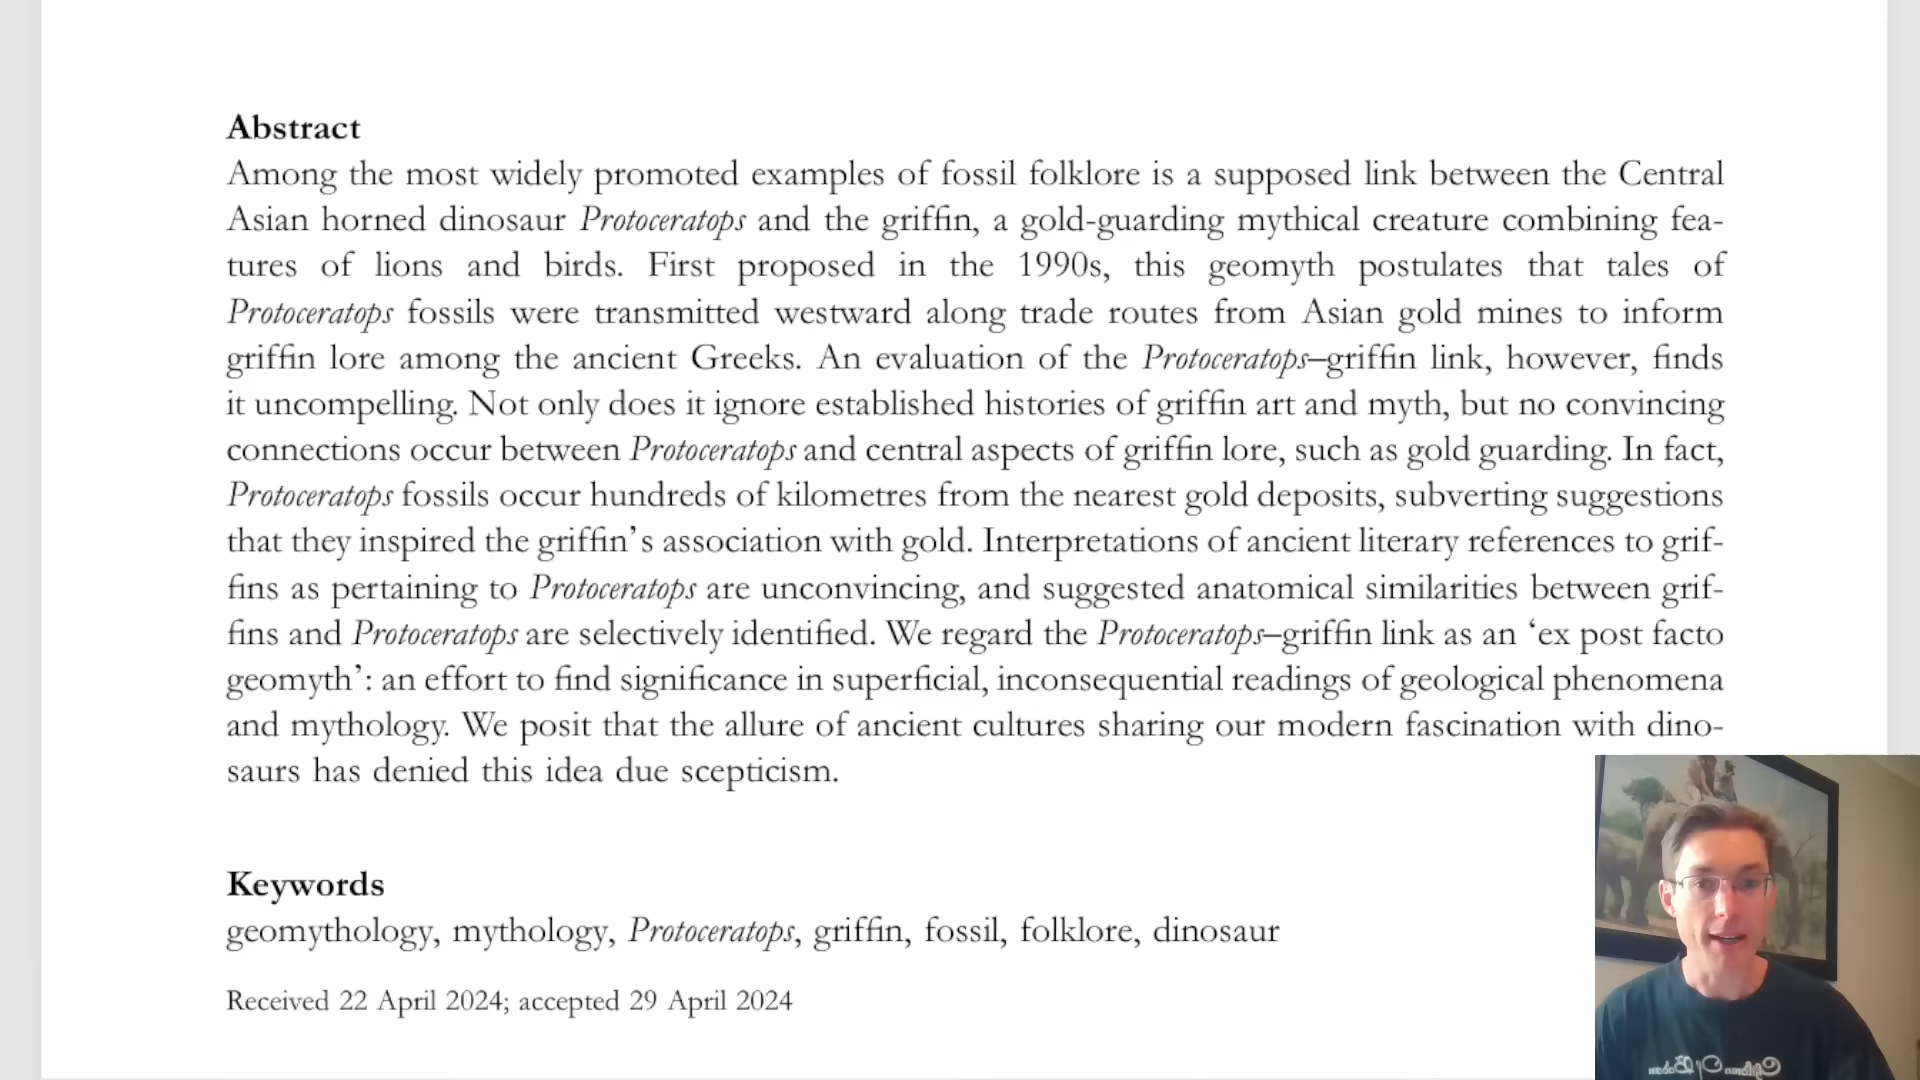 Abstract
Among the most widely promoted examples of fossil folklore is a supposed link between the Central
Asian horned dinosaur Protoceratops and the griffin, a gold-guarding mythical creature combining fea-
tures of lions and birds. First proposed in the 1990s, this geomyth postulates that tales of
Protoceratops fossils were transmitted westward along trade routes from Asian gold mines to inform
griffin lore among the ancient Greeks. An evaluation of the Protoceratops–griffin link, however, finds
it uncompelling. Not only does it ignore established histories of griffin art and myth, but no convincing
connections occur between Protoceratops and central aspects of griffin lore, such as gold guarding. In fact,
Protoceratops fossils occur hundreds of kilometres from the nearest gold deposits, subverting suggestions
that they inspired the griffin’s association with gold. Interpretations of ancient literary references to grif-
fins as pertaining to Protoceratops are unconvincing, and suggested anatomical similarities between grif-
fins and Protoceratops are selectively identified. We regard the Protoceratops–griffin link as an ‘ex post facto
geomyth’: an effort to find significance in superficial, inconsequential readings of geological phenomena
and mythology. We posit that the allure of ancient cultures sharing our modern fascination with dino-
saurs has denied this idea due scepticism.
Keywords
geomythology, mythology, Protoceratops, griffin, fossil, folklore, dinosaur
Received 22 April 2024; accepted 29 April 2024